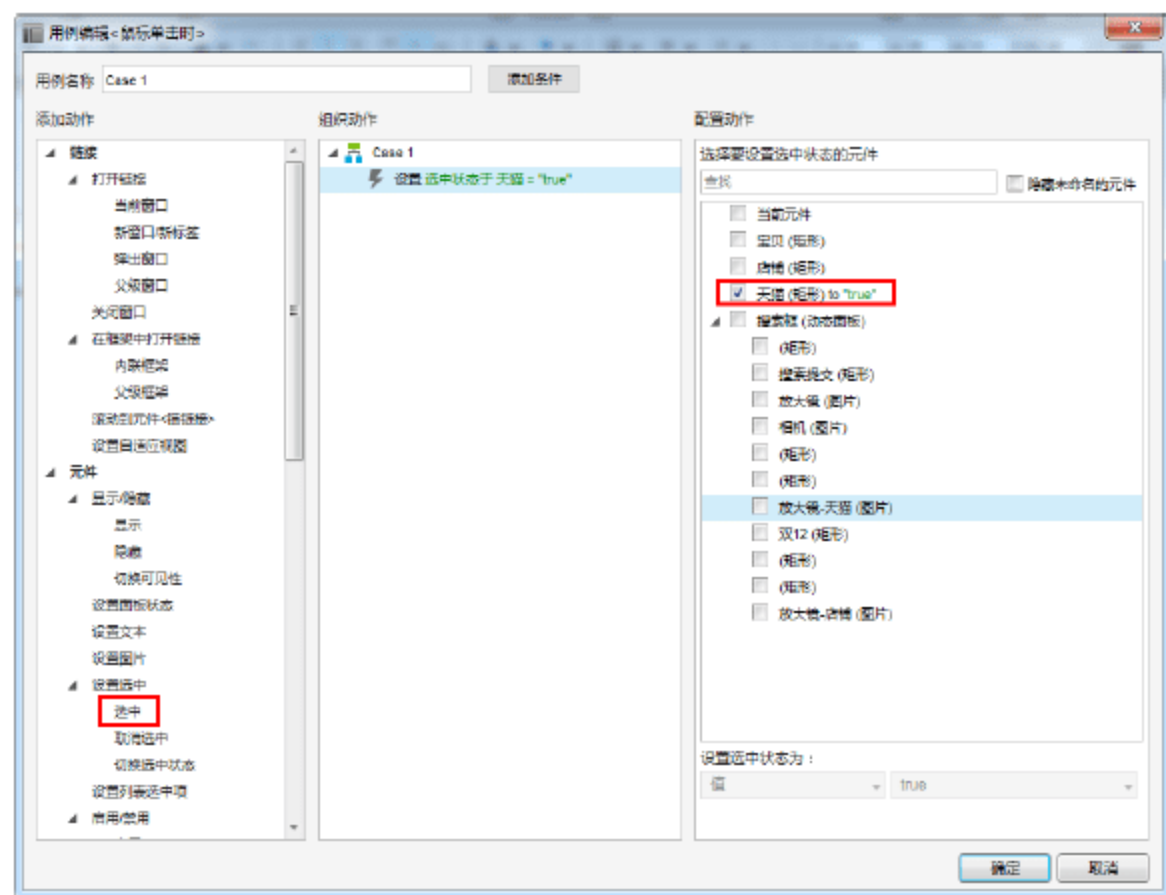 用例编辑<鼠标单击时>
用例名称 Case 1 添加条件
添加动作 组织动作 配置动作
链接
打开链接
当前窗口
新窗口/新标签
弹出窗口
父级窗口
关闭窗口
在框架中打开链接
内联框架
父级框架
滚动到元件<锚链接>
设置自适应视图
元件
显示/隐藏
显示
隐藏
切换可见性
设置面板状态
设置文本
设置图片
设置选中
选中
取消选中
切换选中状态
设置列表选中项
启用/禁用
Case 1
设置 选中状态于 天猫 = "true"
选择要设置选中状态的元件
查找 隐藏未命名的元件
当前元件
宝贝 (矩形)
店铺 (矩形)
天猫 (矩形) to "true"
搜索框 (动态面板)
(矩形)
搜索提交 (矩形)
放大镜 (图片)
相机 (图片)
(矩形)
(矩形)
放大镜-天猫 (图片)
双12 (矩形)
(矩形)
(矩形)
放大镜-店铺 (图片)
设置选中状态为：
值 true
确定 取消